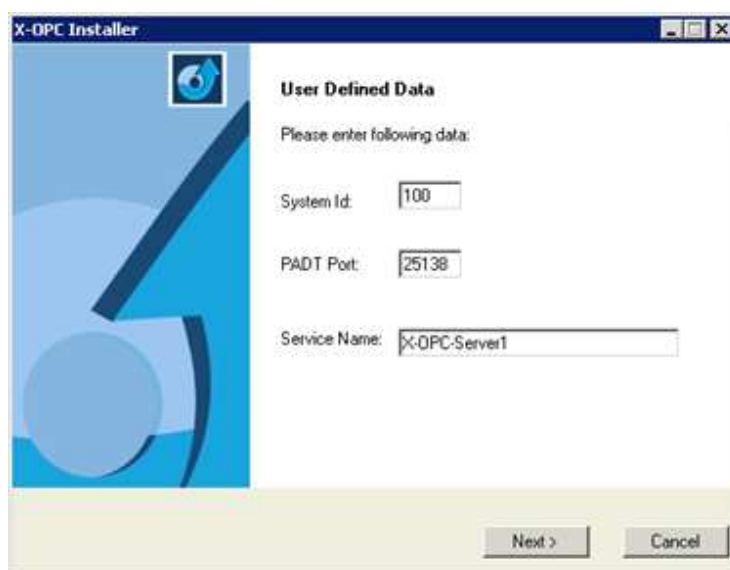 X-OPC Installer
User Defined Data
Please enter following data:
System Id: 100
PADT Port: 25138
Service Name: X-OPC-Server1
Next > Cancel